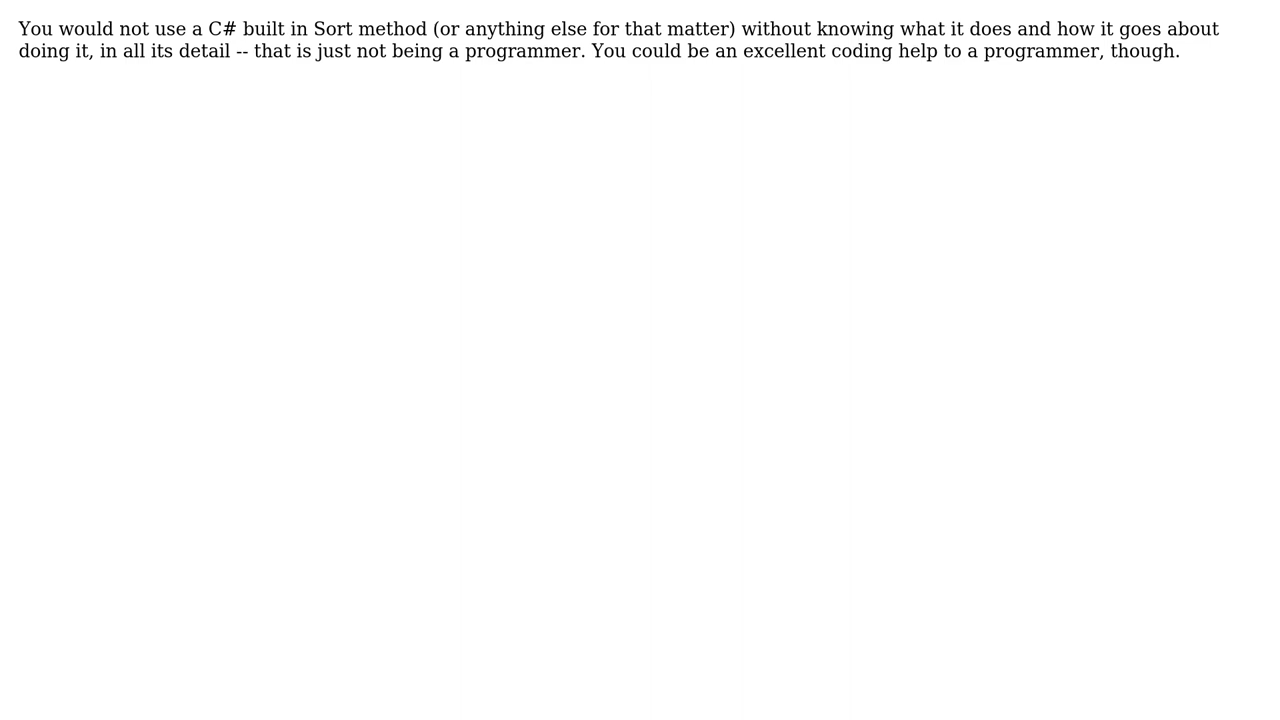 You would not use a C# built in Sort method (or anything else for that matter) without knowing what it does and how it goes about
doing it, in all its detail -- that is just not being a programmer. You could be an excellent coding help to a programmer, though.